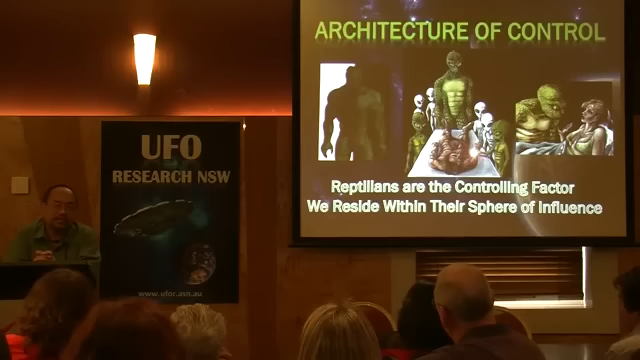 ARCHITECTURE OF CONTROL
UFO
RESEARCH NSW
Reptilians are the Controlling Factor
We Reside Within Their Sphere of Influence
www.ufor.asn.au